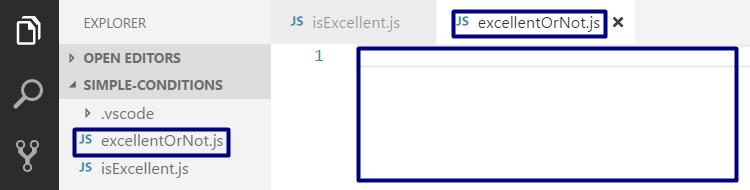 EXPLORER
OPEN EDITORS
SIMPLE-CONDITIONS
.vscode
JS excellentOrNot.js
JS isExcellent.js
JS isExcellent.js
JS excellentOrNot.js
1